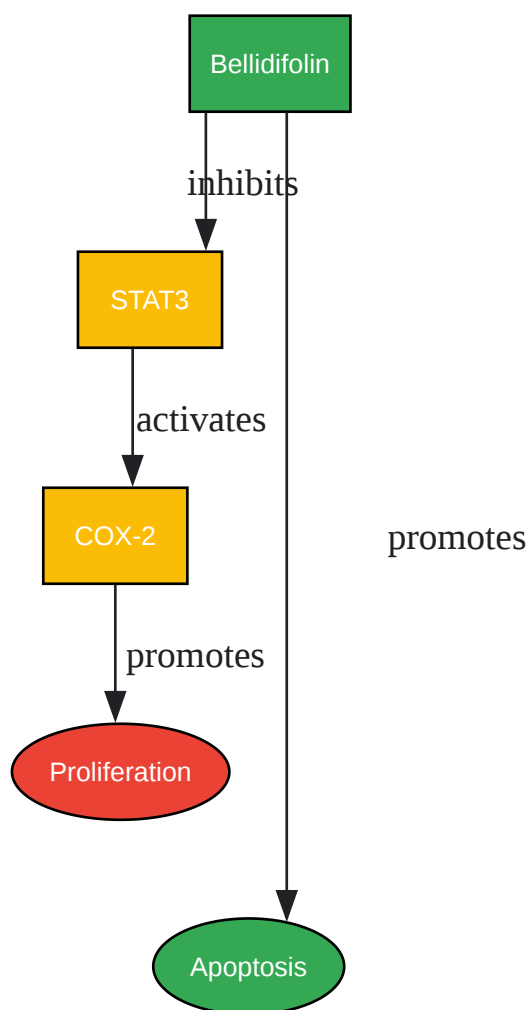 Bellidifolin
inhibits
STAT3
activates
COX-2
promotes
promotes
Proliferation
Apoptosis